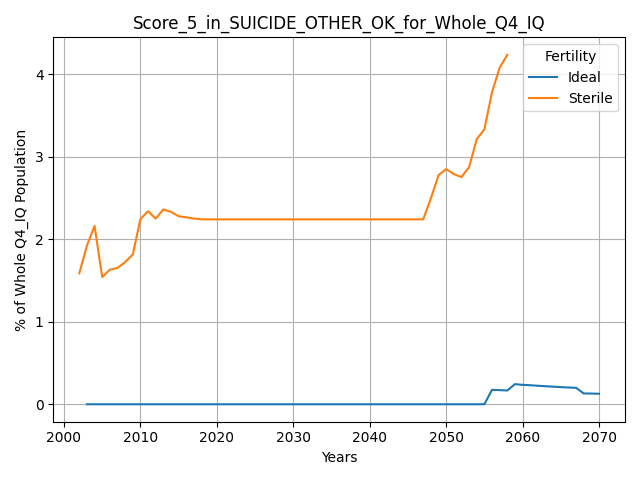 Score_5_in_SUICIDE_OTHER_OK_for_Whole_Q4_IQ
% of Whole Q4_IQ Population
4
3
2
1
0
Fertility
Ideal
Sterile
2000 2010 2020 2030 2040 2050 2060 2070
Years